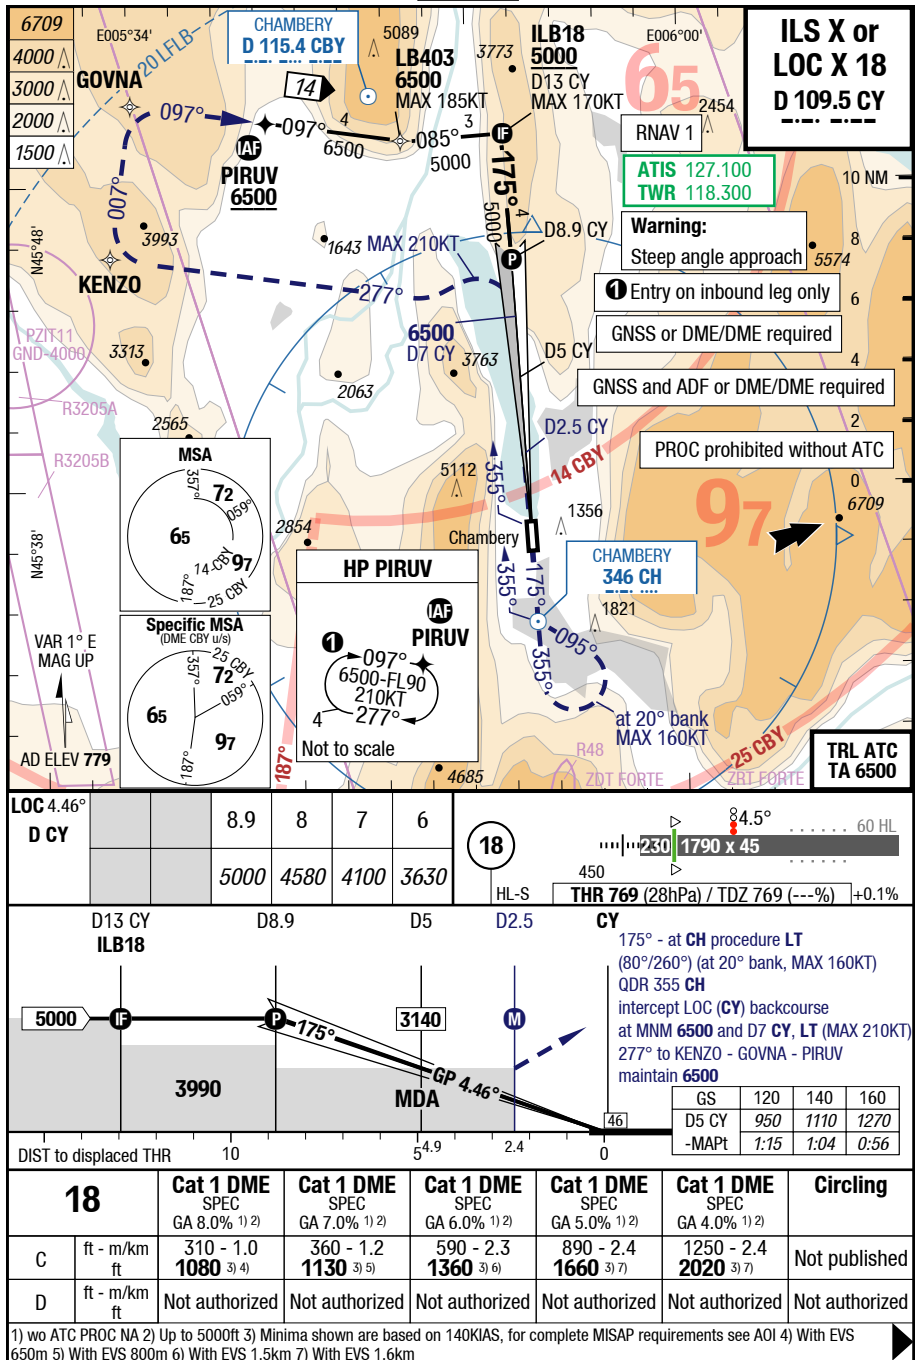 6709
4000
3000
2000
1500
E005°34'
20 LFLB
CHAMBERY
D 115.4 CBY
5089
3773
ILB18
5000
D13 CY
MAX 170KT
E006°00'
65
2454
ILS X or
LOC X 18
D 109.5 CY
GOVNA
097°
14
LB403
6500
MAX 185KT
097°
4
6500
085°
3
5000
IF
IAF
PIRUV
6500
RNAV 1
ATIS 127.100
TWR 118.300
10 NM
007°
175°
4
5000
N45°48'
3993
1643
MAX 210KT
D8.9 CY
P
Warning:
Steep angle approach
8
5574
KENZO
277°
1 Entry on inbound leg only
6
PZIT11
GND-4000
3313
6500
D7 CY
3763
D5 CY
GNSS or DME/DME required
4
R3205A
2063
GNSS and ADF or DME/DME required
2565
D2.5 CY
2
R3205B
14 CBY
PROC prohibited without ATC
0
MSA
357°
72
059°
65
97
14-CBY
187°
25 CBY
5112
355°
1356
97
6709
2854
Chambery
N45°38'
HP PIRUV
CHAMBERY
346 CH
355°
175°
IAF
PIRUV
1821
Specific MSA
(DME CBY u/s)
25 CBY
357°
72
059°
65
97
187°
1
097°
6500-FL90
210KT
277°
4
Not to scale
095°
355°
VAR 1° E
MAG UP
at 20° bank
MAX 160KT
AD ELEV 779
187°
4685
R48
ZDT FORTE
ZRT FORTE
25 CBY
TRL ATC
TA 6500
LOC 4.46°
D CY
8.9 8 7 6
5000 4580 4100 3630
18
HL-S
4.5°
60 HL
230 1790 x 45
450
THR 769 (28hPa) / TDZ 769 (---%) +0.1%
D13 CY D8.9 D5 D2.5 CY
ILB18
175° - at CH procedure LT
(80°/260°) (at 20° bank, MAX 160KT)
QDR 355 CH
intercept LOC (CY) backcourse
at MNM 6500 and D7 CY, LT (MAX 210KT)
277° to KENZO - GOVNA - PIRUV
maintain 6500
5000 IF P 175° 3140 M
3990
GP 4.46°
MDA
46
GS 120 140 160
D5 CY 950 1110 1270
-MAPt 1:15 1:04 0:56
DIST to displaced THR 10 5 4.9 2.4 0
18 Cat 1 DME Cat 1 DME Cat 1 DME Cat 1 DME Cat 1 DME Circling
SPEC SPEC SPEC SPEC SPEC
GA 8.0% 1) 2) GA 7.0% 1) 2) GA 6.0% 1) 2) GA 5.0% 1) 2) GA 4.0% 1) 2)
C ft - m/km 310 - 1.0 360 - 1.2 590 - 2.3 890 - 2.4 1250 - 2.4 Not published
ft 1080 3) 4) 1130 3) 5) 1360 3) 6) 1660 3) 7) 2020 3) 7)
D ft - m/km Not authorized Not authorized Not authorized Not authorized Not authorized Not authorized
ft
1) wo ATC PROC NA 2) Up to 5000ft 3) Minima shown are based on 140KIAS, for complete MISAP requirements see AOI 4) With EVS
650m 5) With EVS 800m 6) With EVS 1.5km 7) With EVS 1.6km